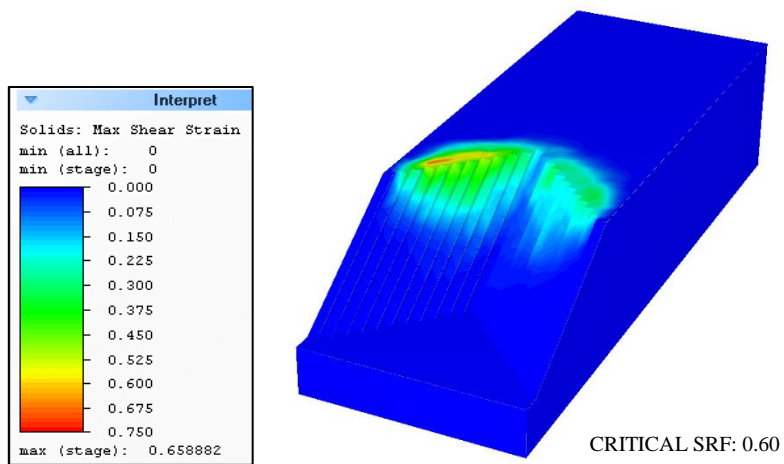 Interpret
Solids: Max Shear Strain
min (all): 0
min (stage): 0
0.000
0.075
0.150
0.225
0.300
0.375
0.450
0.525
0.600
0.675
0.750
max (stage): 0.658882
CRITICAL SRF: 0.60